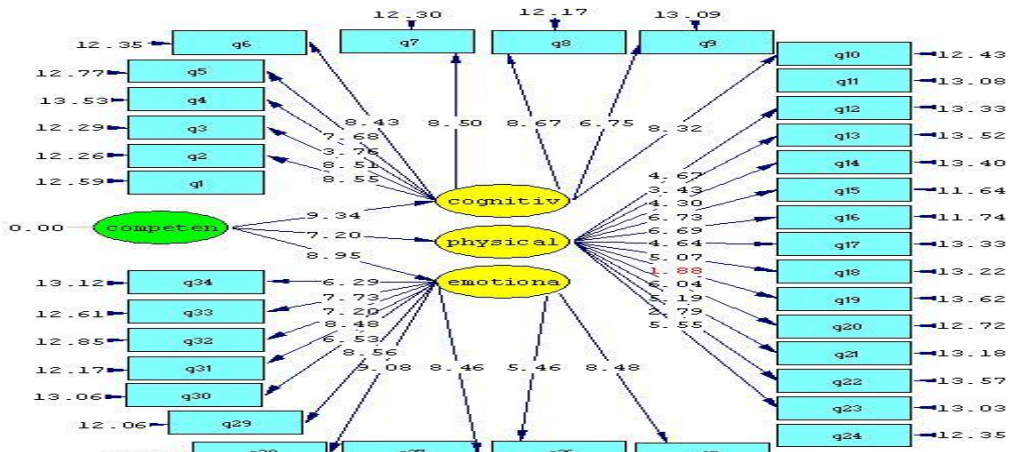 12.30
12.17
13.09
12.35 q6
q7
q8
q9
q10 12.43
12.77 q5
q11 13.08
13.53 q4
q12 13.33
12.29 q3
8.43 8.50 8.67 6.75 8.32
q13 13.52
7.68
3.76
12.26 q2
8.51
q14 13.40
8.55
4.67
12.59 q1
3.43
q15 11.64
4.30
cognitiv
9.34
6.73
q16 11.74
0.00 competen
6.69
7.20
physical
4.64
q17 13.33
8.95
5.07
1.88
q18 13.22
13.12 q34
6.29
emotiona
6.04
7.73
5.19
q19 13.62
12.61 q33
7.20
2.79
8.48
5.55
q20 12.72
12.85 q32
6.53
8.56
q21 13.18
12.17 q31
9.08 8.46 5.46 8.48
q22 13.57
13.06 q30
q23 13.03
12.06 q29
q24 12.35